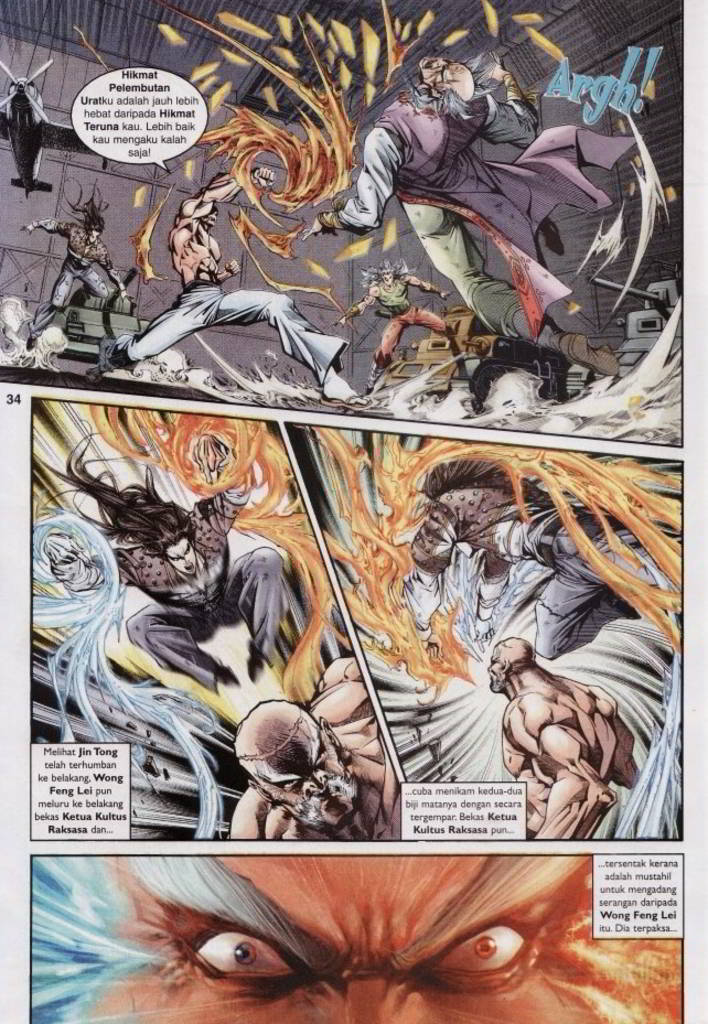 Hikmat
Pelembutan
Uratku adalah jauh lebih
hebat daripada Hikmat
Teruna kau. Lebih baik
kau mengaku kalah
saja!
Argh!
34
Melihat Jin Tong
telah terhumban
ke belakang, Wong
Feng Lei pun
meluru ke belakang
bekas Ketua Kultus
Raksasa dan...
...cuba menikam kedua-dua
biji matanya dengan secara
tergempar. Bekas Ketua
Kultus Raksasa pun...
...tersentak kerana
adalah mustahil
untuk mengadang
serangan daripada
Wong Feng Lei
itu. Dia terpaksa...